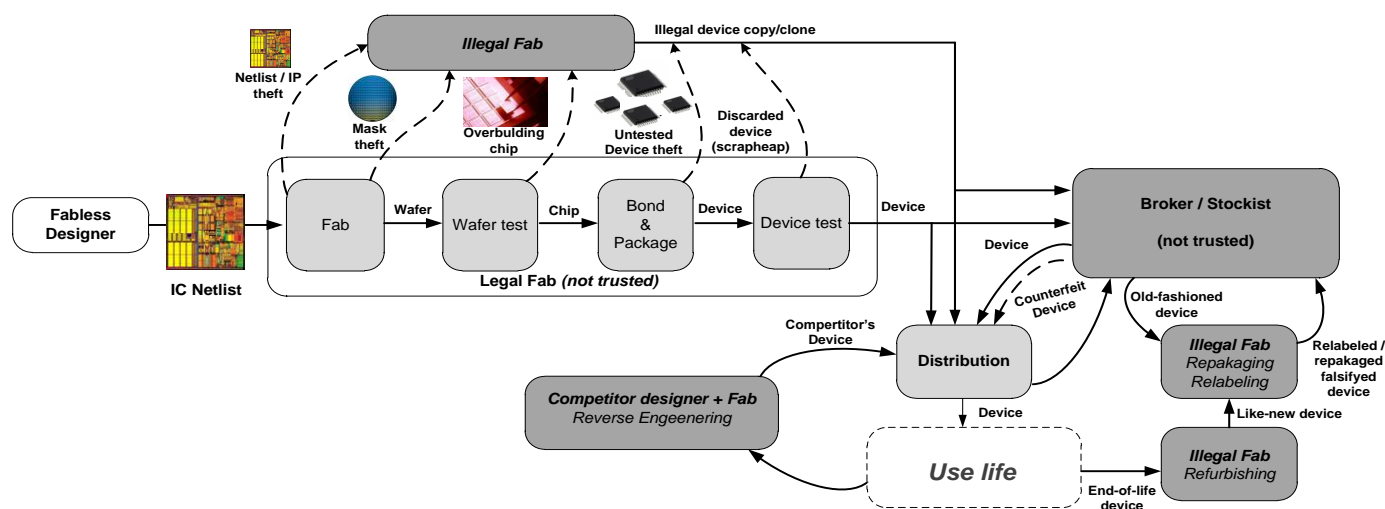 Illegal Fab
Illegal device copy/clone
Netlist / IP
theft
Mask
theft
Overbulding
chip
Untested
Device theft
Discarded
device
(scrapheap)
Fabless
Designer
IC Netlist
Fab
Wafer
Wafer test
Chip
Bond
&
Package
Device
Device test
Device
Legal Fab (not trusted)
Broker / Stockist
(not trusted)
Device
Counterfeit
Device
Old-fashioned
device
Compertitor's
Device
Distribution
Illegal Fab
Repakaging
Relabeling
Relabeled /
repakaged
falsifyed
device
Competitor designer + Fab
Reverse Engeenering
Device
Like-new device
Use life
End-of-life
device
Illegal Fab
Refurbishing